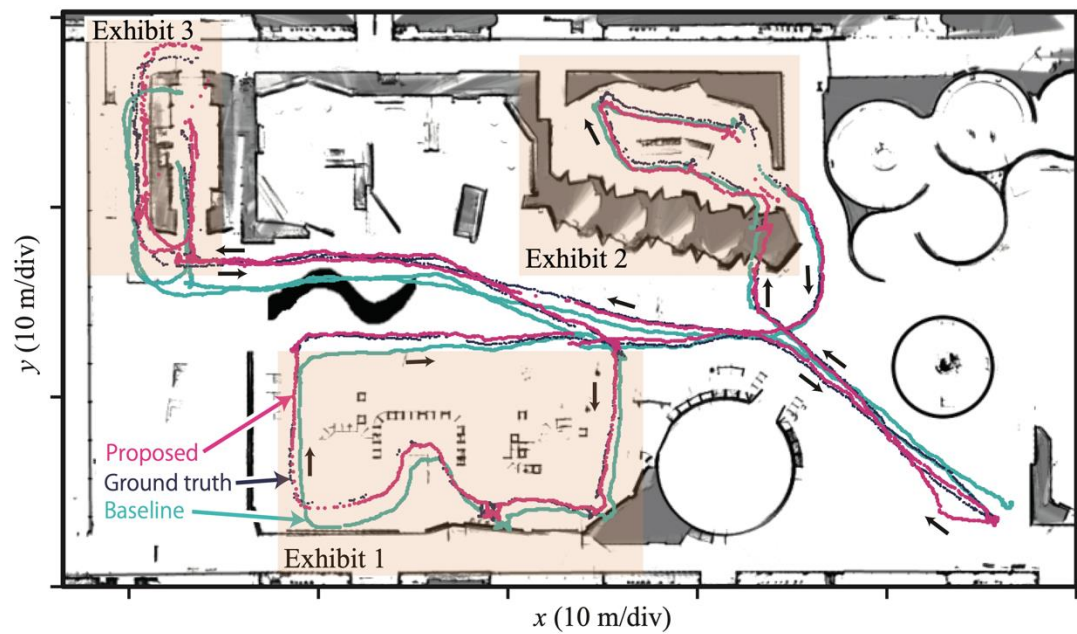 Exhibit 3
Exhibit 2
Proposed
Ground truth
Baseline
Exhibit 1
y (10 m/div)
x (10 m/div)